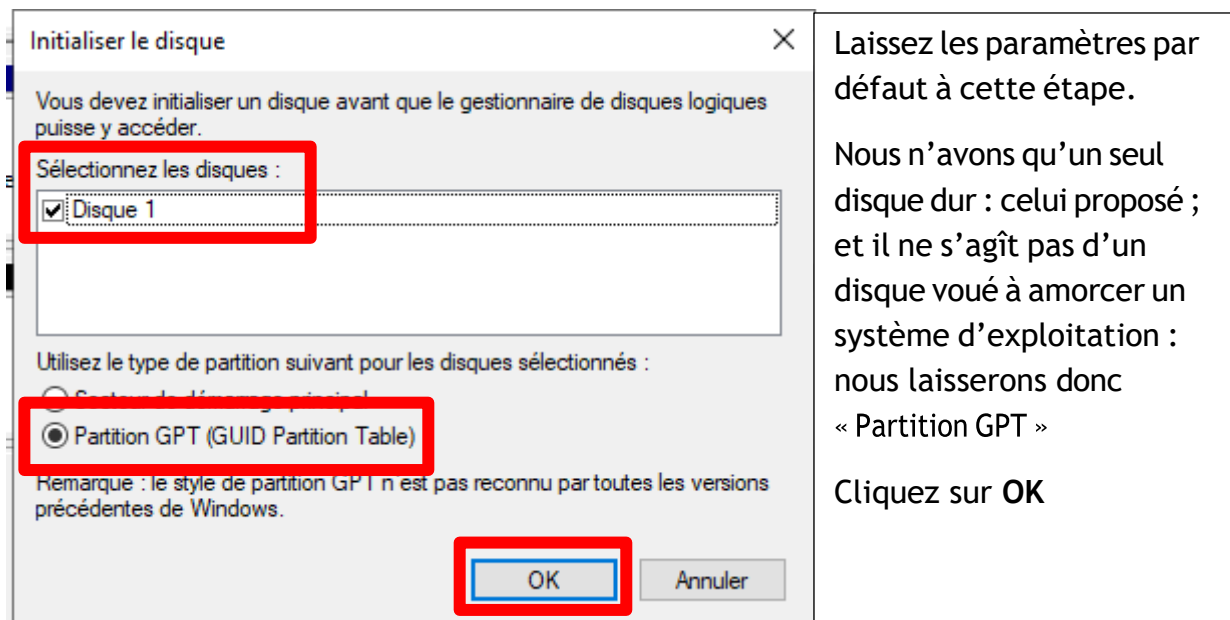 Initialiser le disque
Vous devez initialiser un disque avant que le gestionnaire de disques logiques
puisse y accéder.
Sélectionnez les disques :
Disque 1
Utilisez le type de partition suivant pour les disques sélectionnés :
Secteur de démarrage principal
Partition GPT (GUID Partition Table)
Remarque : le style de partition GPT n'est pas reconnu par toutes les versions
précédentes de Windows.
OK
Annuler
Laissez les paramètres par
défaut à cette étape.
Nous n’avons qu’un seul
disque dur : celui proposé ;
et il ne s’agît pas d’un
disque voué à amorcer un
système d’exploitation :
nous laisserons donc
« Partition GPT »
Cliquez sur OK